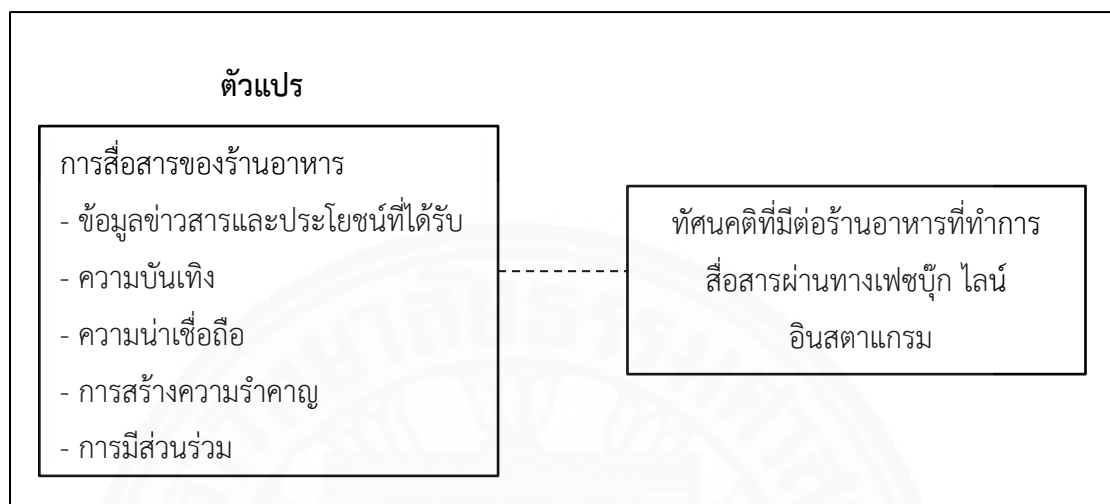 ตัวแปร
การสื่อสารของร้านอาหาร
- ข้อมูลข่าวสารและประโยชน์ที่ได้รับ
- ความบันเทิง
- ความน่าเชื่อถือ
- การสร้างความรำคาญ
- การมีส่วนร่วม
ทัศนคติที่มีต่อร้านอาหารที่ทำการ
สื่อสารผ่านทางเฟซบุ๊ก ไลน์
อินสตาแกรม